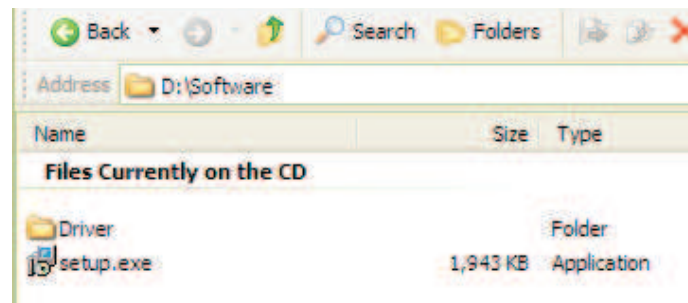 Back Search Folders
Address D:\Software
Name Size Type
Files Currently on the CD
Driver Folder
setup.exe 1,943 KB Application